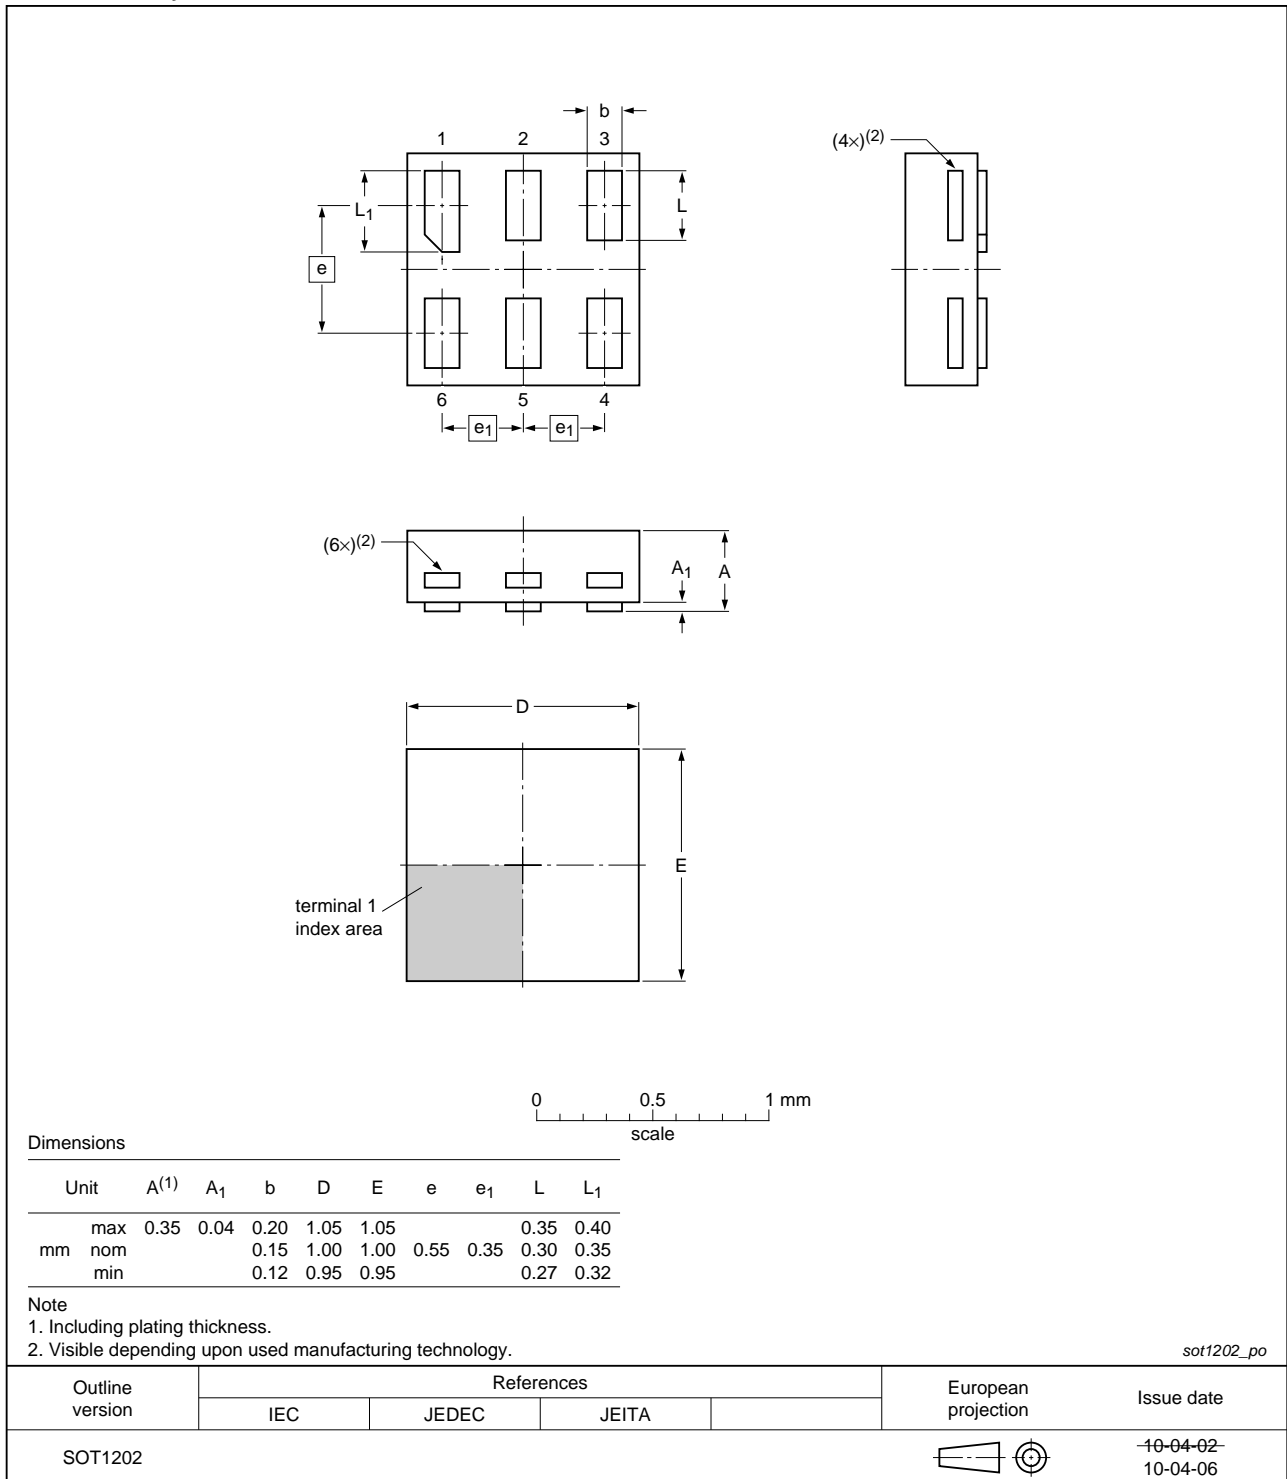 b
1 2 3
(4×)(2)
L1
L
e
6 5 4
e1 e1
(6×)(2)
A1 A
D
E
terminal 1
index area
0 0.5 1 mm
scale
Dimensions
Unit A(1) A1 b D E e e1 L L1
max 0.35 0.04 0.20 1.05 1.05 0.35 0.40
mm nom 0.15 1.00 1.00 0.55 0.35 0.30 0.35
min 0.12 0.95 0.95 0.27 0.32
Note
1. Including plating thickness.
2. Visible depending upon used manufacturing technology.
sot1202_po
Outline
version
References
IEC JEDEC JEITA
European
projection
Issue date
SOT1202
10-04-02
10-04-06